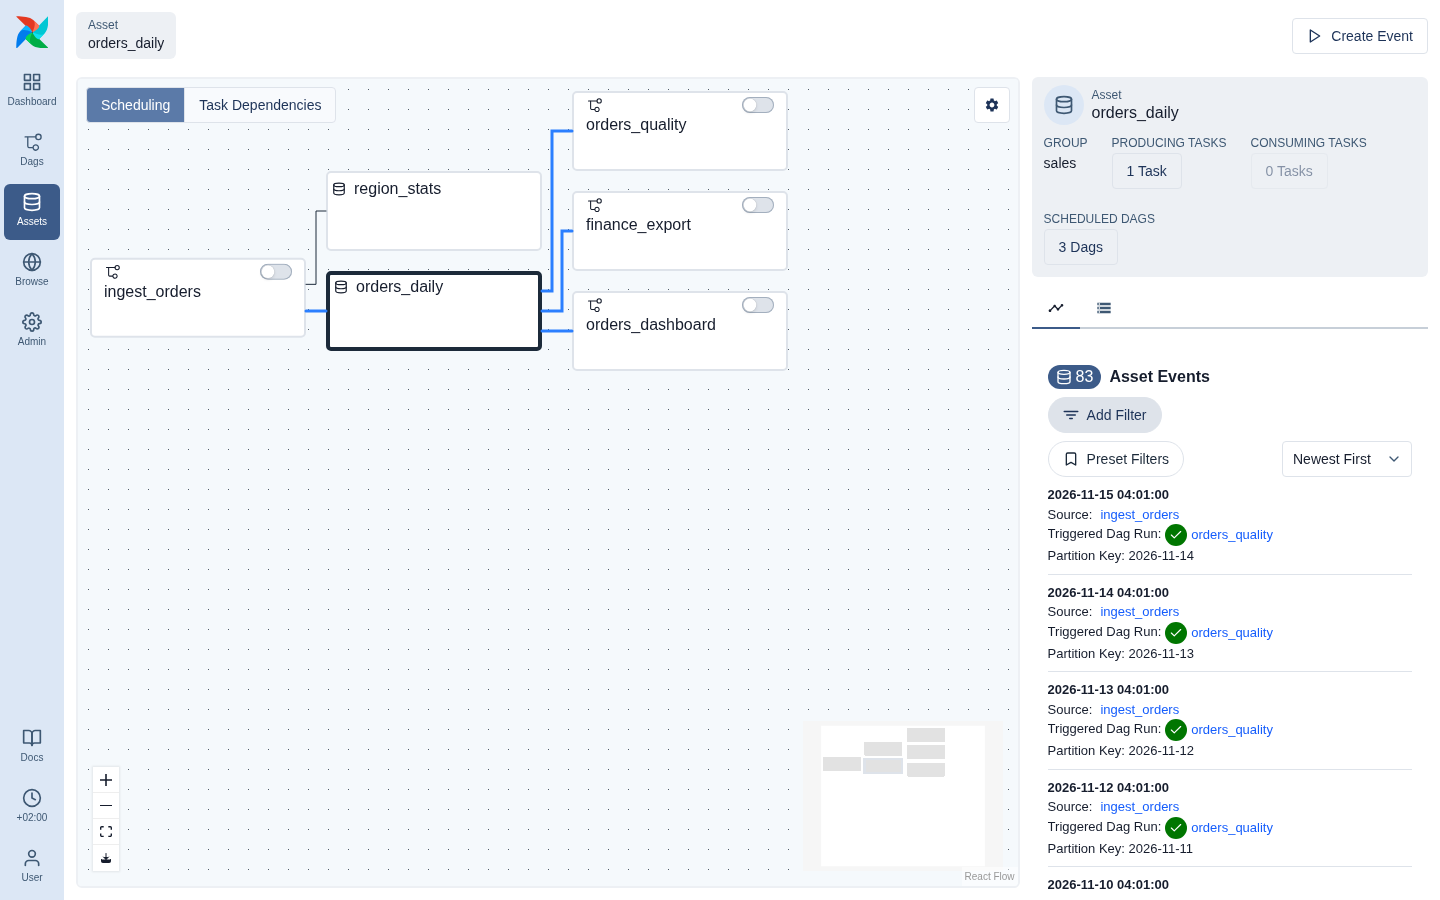 Dashboard
Dags
Assets
Browse
Admin
Docs
+02:00
User
Asset
orders_daily
Create Event
Scheduling
Task Dependencies
orders_quality
region_stats
finance_export
ingest_orders
orders_daily
orders_dashboard
React Flow
Asset
orders_daily
GROUP
sales
PRODUCING TASKS
1 Task
CONSUMING TASKS
0 Tasks
SCHEDULED DAGS
3 Dags
83 Asset Events
Add Filter
Preset Filters
Newest First
2026-11-15 04:01:00
Source: ingest_orders
Triggered Dag Run: orders_quality
Partition Key: 2026-11-14
2026-11-14 04:01:00
Source: ingest_orders
Triggered Dag Run: orders_quality
Partition Key: 2026-11-13
2026-11-13 04:01:00
Source: ingest_orders
Triggered Dag Run: orders_quality
Partition Key: 2026-11-12
2026-11-12 04:01:00
Source: ingest_orders
Triggered Dag Run: orders_quality
Partition Key: 2026-11-11
2026-11-10 04:01:00